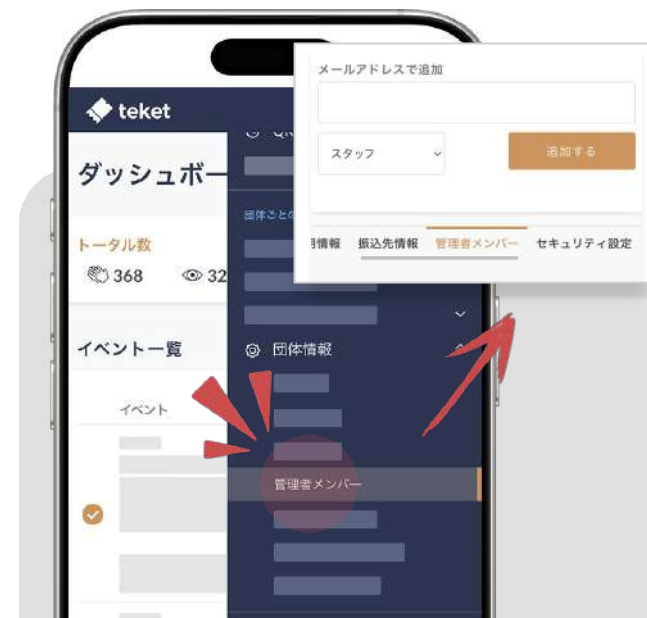 teket
ダッシュボー
トータル数
368
32
イベント一覧
イベント
団体ごとの
団体情報
管理者メンバー
メールアドレスで追加
スタッフ
追加する
振込先情報
管理者メンバー
セキュリティ設定